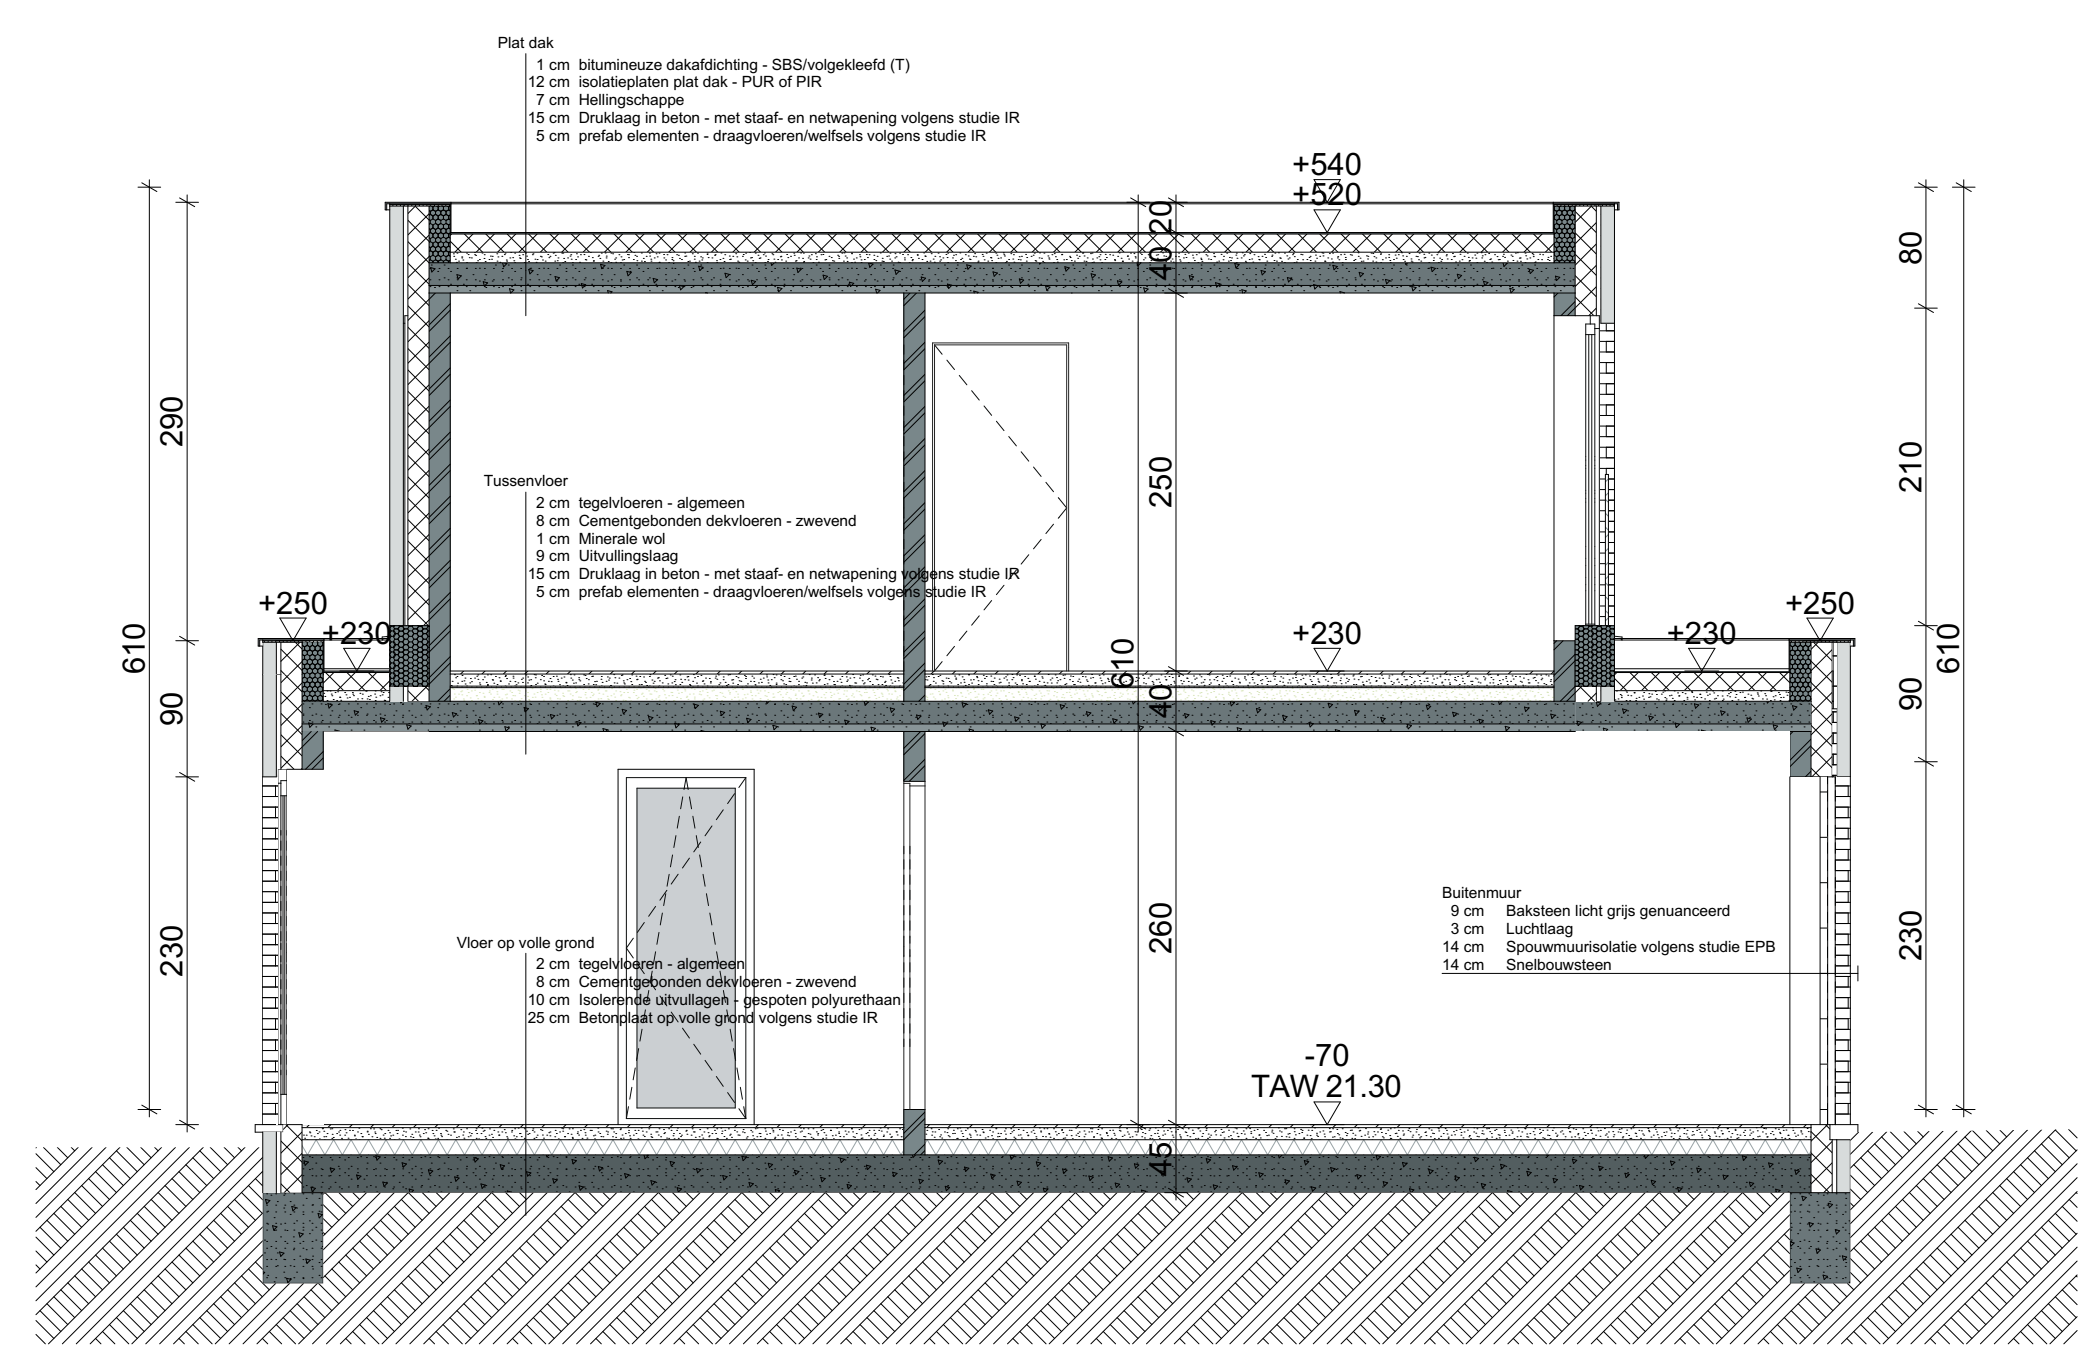 Plat dak
1 cm bitumineuze dakafdichting - SBS/volgekleefd (T)
12 cm isolatieplaten plat dak - PUR of PIR
7 cm Hellingschappe
15 cm Druklaag in beton - met staaf- en netwapening volgens studie IR
5 cm prefab elementen - draagvloeren/welfsels volgens studie IR
+540
+520
20
40
80
290
250
210
Tussenvloer
2 cm tegelvloeren - algemeen
8 cm Cementgebonden dekvloeren - zwevend
1 cm Minerale wol
9 cm Uitvullingslaag
15 cm Druklaag in beton - met staaf- en netwapening volgens studie IR
5 cm prefab elementen - draagvloeren/welfsels volgens studie IR
+250
+230
+230
+230
+250
610
610
610
90
40
90
230
260
230
Buitenmuur
9 cm Baksteen licht grijs genuanceerd
3 cm Luchtlaag
14 cm Spouwmuurisolatie volgens studie EPB
14 cm Snelbouwsteen
Vloer op volle grond
2 cm tegelvloeren - algemeen
8 cm Cementgebonden dekvloeren - zwevend
10 cm Isolerende uitvullagen - gespoten polyurethaan
25 cm Betonplaat op volle grond volgens studie IR
-70
TAW 21.30
45